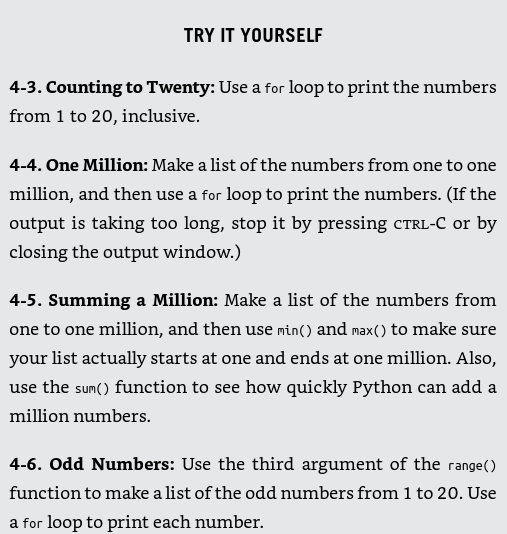 TRY IT YOURSELF
4-3. Counting to Twenty: Use a for loop to print the numbers
from 1 to 20, inclusive.
4-4. One Million: Make a list of the numbers from one to one
million, and then use a for loop to print the numbers. (If the
output is taking too long, stop it by pressing CTRL-C or by
closing the output window.)
4-5. Summing a Million: Make a list of the numbers from
one to one million, and then use min() and max() to make sure
your list actually starts at one and ends at one million. Also,
use the sum() function to see how quickly Python can add a
million numbers.
4-6. Odd Numbers: Use the third argument of the range()
function to make a list of the odd numbers from 1 to 20. Use
a for loop to print each number.